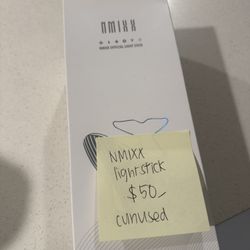 NMIXX
NMIXX OFFICIAL LIGHT STICK
NMIXX
lightstick
$50
unused